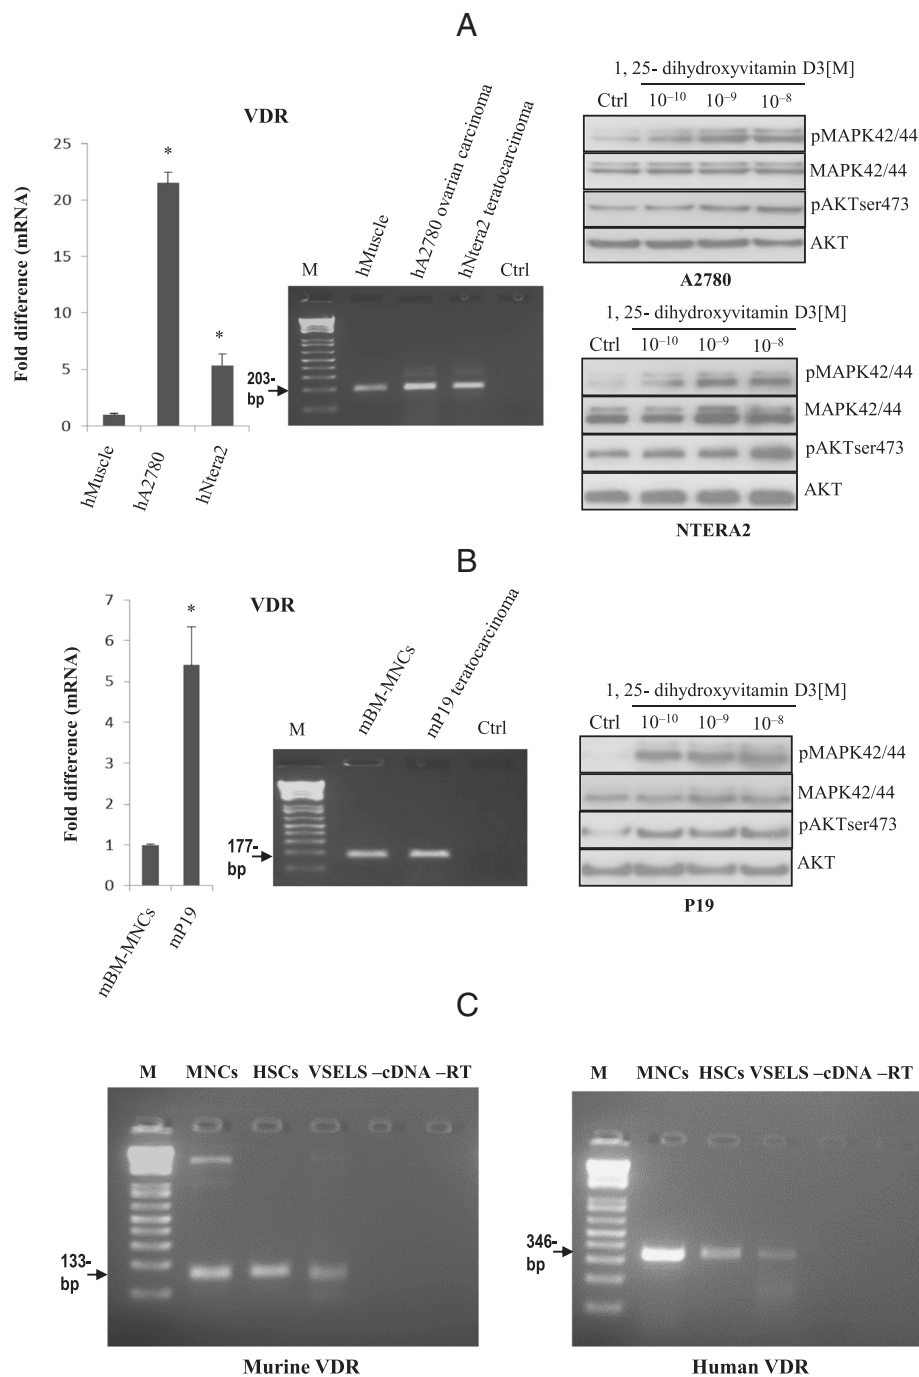 A
VDR
Fold difference (mRNA)
25
20
15
10
5
0
*
*
hMuscle
hA2780
hNtera2
M
hMuscle
hA2780 ovarian carcinoma
hNtera2 teratocarcinoma
Ctrl
203-
bp
1, 25- dihydroxyvitamin D3[M]
Ctrl 10⁻¹⁰ 10⁻⁹ 10⁻⁸
pMAPK42/44
MAPK42/44
pAKTser473
AKT
A2780
1, 25- dihydroxyvitamin D3[M]
Ctrl 10⁻¹⁰ 10⁻⁹ 10⁻⁸
pMAPK42/44
MAPK42/44
pAKTser473
AKT
NTERA2
B
VDR
Fold difference (mRNA)
7
6
5
4
3
2
1
0
*
mBM-MNCs
mP19
M
mBM-MNCs
mP19 teratocarcinoma
Ctrl
177-
bp
1, 25- dihydroxyvitamin D3[M]
Ctrl 10⁻¹⁰ 10⁻⁹ 10⁻⁸
pMAPK42/44
MAPK42/44
pAKTser473
AKT
P19
C
M MNCs HSCs VSELS –cDNA –RT
133-
bp
Murine VDR
M MNCs HSCs VSELS –cDNA –RT
346-
bp
Human VDR